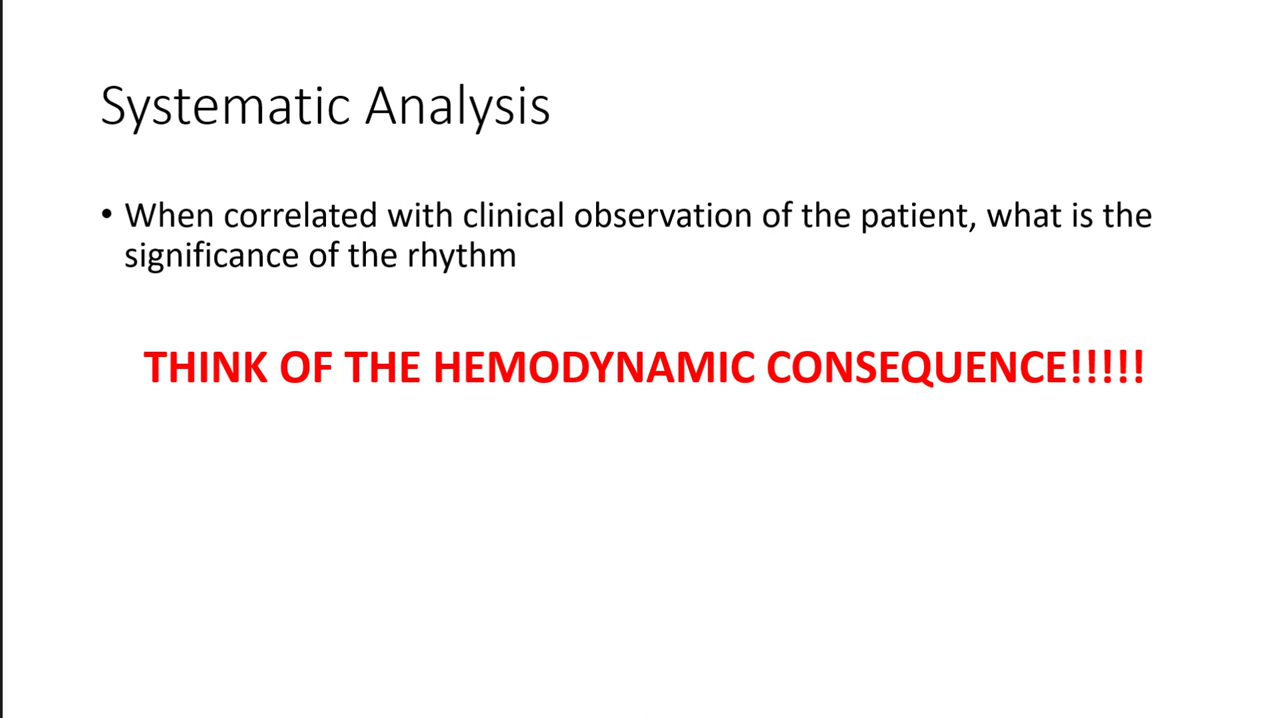 Systematic Analysis
• When correlated with clinical observation of the patient, what is the
significance of the rhythm
THINK OF THE HEMODYNAMIC CONSEQUENCE!!!!!